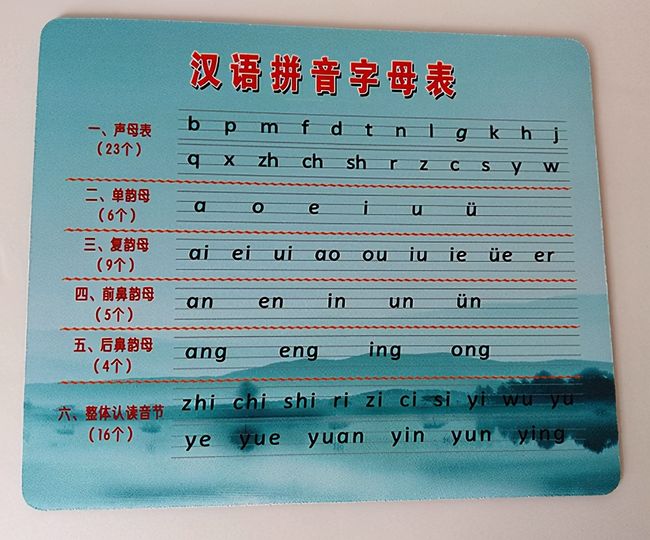 汉语拼音字母表
一、声母表
（23个）
b p m f d t n l g k h j
q x zh ch sh r z c s y w
二、单韵母
（6个）
a o e i u ü
三、复韵母
（9个）
ai ei ui ao ou iu ie üe er
四、前鼻韵母
（5个）
an en in un ün
五、后鼻韵母
（4个）
ang eng ing ong
六、整体认读音节
（16个）
zhi chi shi ri zi ci si yi wu yu
ye yue yuan yin yun ying